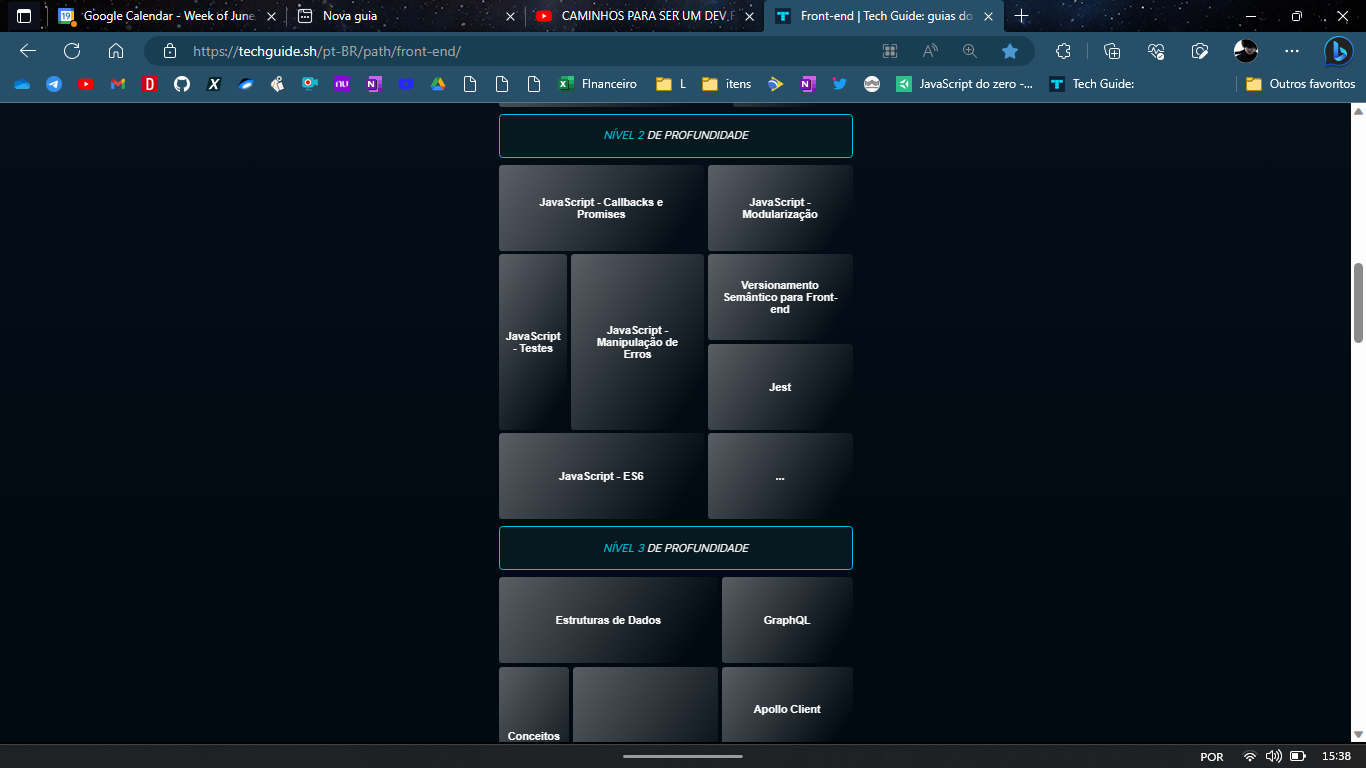 19 Google Calendar - Week of June
Nova guia
CAMINHOS PARA SER UM DEV F
Front-end | Tech Guide: guias do
https://techguide.sh/pt-BR/path/front-end/
FInanceiro
L
itens
JavaScript do zero -...
Tech Guide:
Outros favoritos
NÍVEL 2 DE PROFUNDIDADE
JavaScript - Callbacks e
Promises
JavaScript -
Modularização
JavaScript
- Testes
JavaScript -
Manipulação de
Erros
Versionamento
Semântico para Front-
end
Jest
JavaScript - ES6
...
NÍVEL 3 DE PROFUNDIDADE
Estruturas de Dados
GraphQL
Conceitos
Apollo Client
POR
15:38